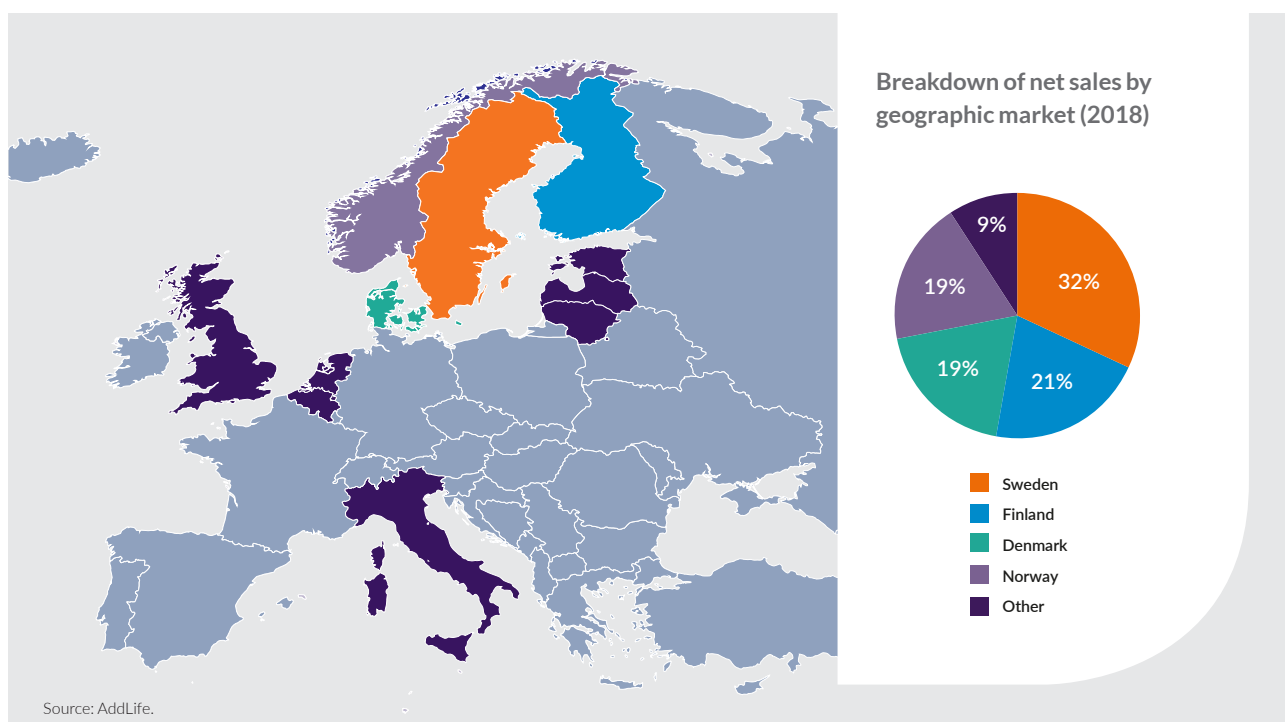 Breakdown of net sales by
geographic market (2018)
9%
32%
19%
19%
21%
Sweden
Finland
Denmark
Norway
Other
Source: AddLife.